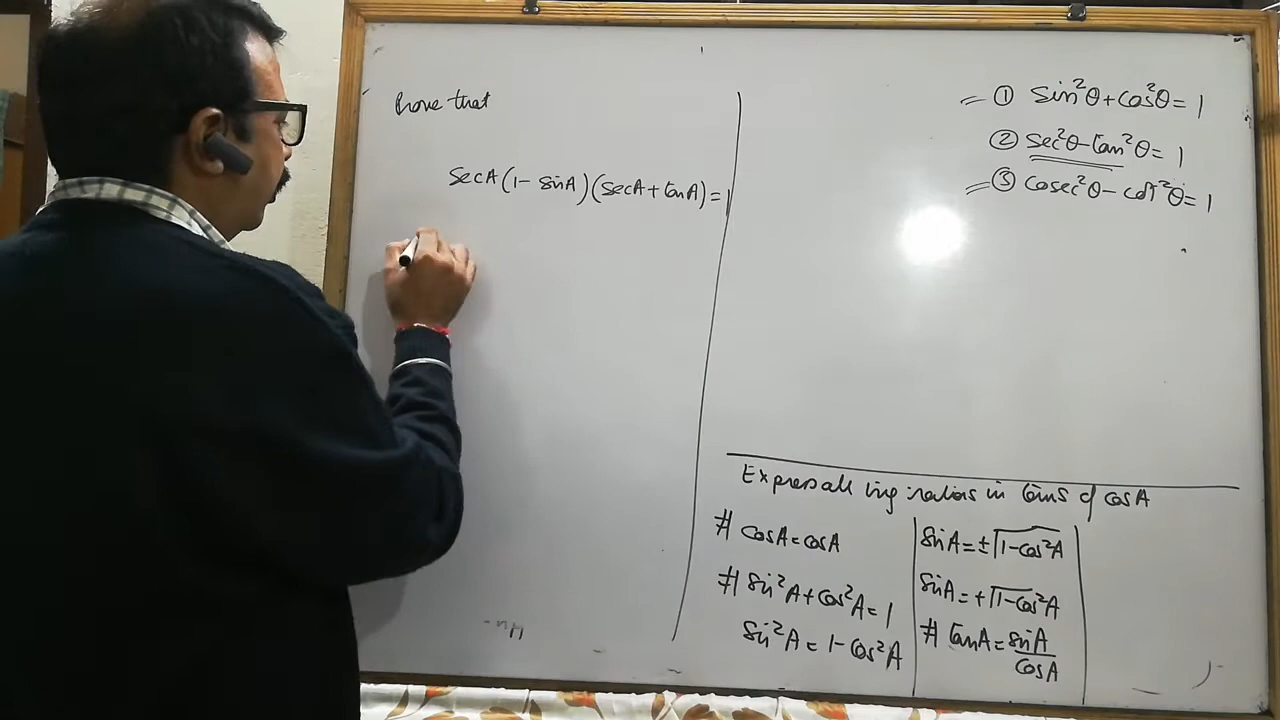 Prove that
secA(1-sinA)(secA+tanA)=1
① Sin²θ+cos²θ=1
② Sec²θ-tan²θ=1
③ Cosec²θ-cot²θ=1
Express all trig ratios in terms of cosA
# cosA=cosA
# Sin²A+cos²A=1
Sin²A=1-cos²A
SinA=±√1-cos²A
SinA=+√1-cos²A
# tanA=sinA
cosA